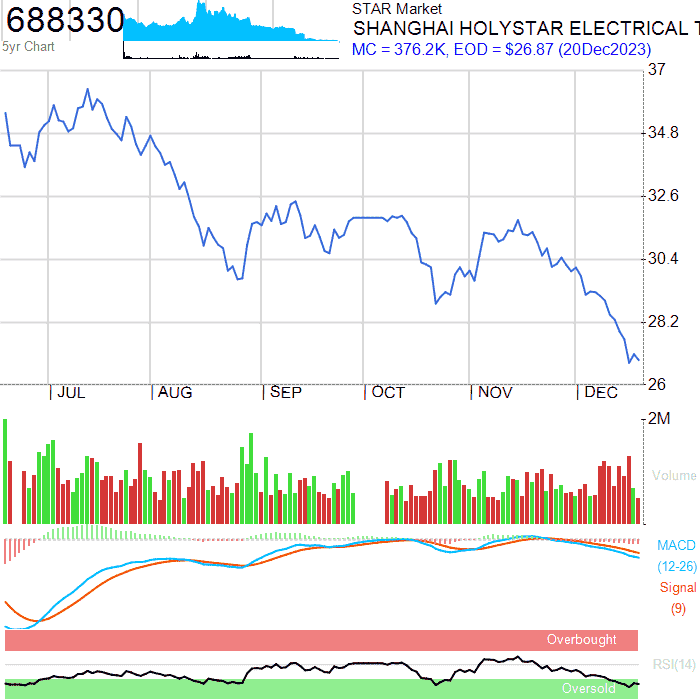 688330
5yr Chart
STAR Market
SHANGHAI HOLYSTAR ELECTRICAL T
MC = 376.2K, EOD = $26.87 (20Dec2023)
37
34.8
32.6
30.4
28.2
26
JUL AUG SEP OCT NOV DEC
2M
Volume
MACD
(12-26)
Signal
(9)
Overbought
RSI(14)
Oversold